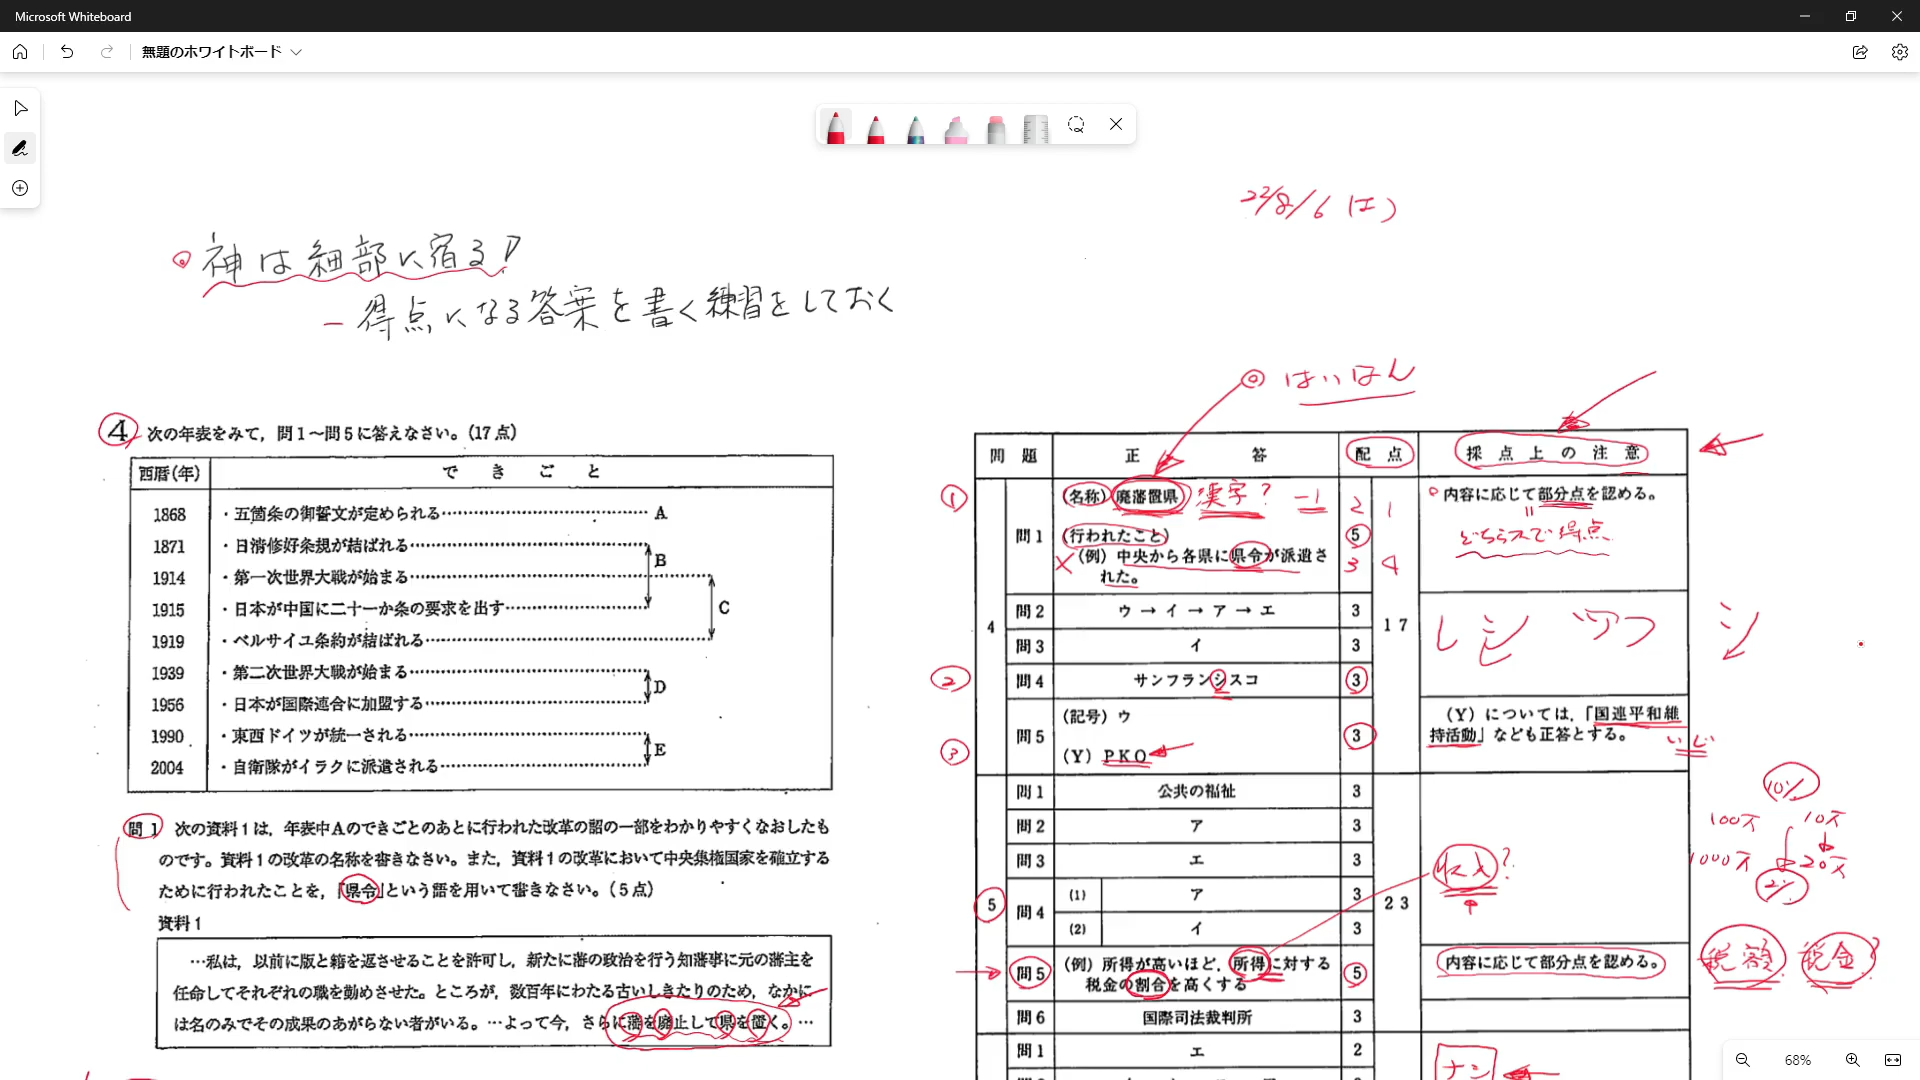 Microsoft Whiteboard
無題のホワイトボード
22/8/6(土)
神は細部に宿る
ー得点になる答案を書く練習をしておく
◎ はいはん
4 次の年表をみて，問1～問5に答えなさい。(17点)
西暦(年) できごと
1868 ・五箇条の御誓文が定められる A
1871 ・日清修好条規が結ばれる
B
1914 ・第一次世界大戦が始まる
1915 ・日本が中国に二十一か条の要求を出す
C
1919 ・ベルサイユ条約が結ばれる
1939 ・第二次世界大戦が始まる
D
1956 ・日本が国際連合に加盟する
1990 ・東西ドイツが統一される
E
2004 ・自衛隊がイラクに派遣される
問1 次の資料1は，年表中Aのできごとのあとに行われた改革の詔の一部をわかりやすくなおしたも
のです。資料1の改革の名称を書きなさい。また，資料1の改革において中央集権国家を確立する
ために行われたことを，「県令」という語を用いて書きなさい。(5点)
資料1
…私は，以前に版と籍を返させることを許可し，新たに藩の政治を行う知藩事に元の藩主を
任命してそれぞれの職を勤めさせた。ところが，数百年にわたる古いしきたりのため，なかに
は名のみでその成果のあがらない者がいる。…よって今，さらに藩を廃止して県を置く。…
問題 正答 配点 採点上の注意
① (名称) 廃藩置県 漢字? −1 2 1
内容に応じて部分点を認める。
4 問1 (行われたこと) 5
どちらかで得点
(例) 中央から各県に県令が派遣さ
れた。 3 4
問2 ウ→イ→ア→エ 3 17
問3 イ 3
② 問4 サンフランシスコ 3
③ 問5 (記号) ウ 3
(Y) PKO
(Y) については，「国連平和維
持活動」なども正答とする。
いじ
5 問1 公共の福祉 3
問2 ア 3
問3 エ 3
問4 (1) ア 3 23
(2) イ 3
問5 (例) 所得が高いほど，所得に対する
税金の割合を高くする 5
内容に応じて部分点を認める。
問6 国際司法裁判所 3
問1 エ 2
収入?
10%
100万 10万
1000万 20万
2%
税額 税金?
ナン
68%